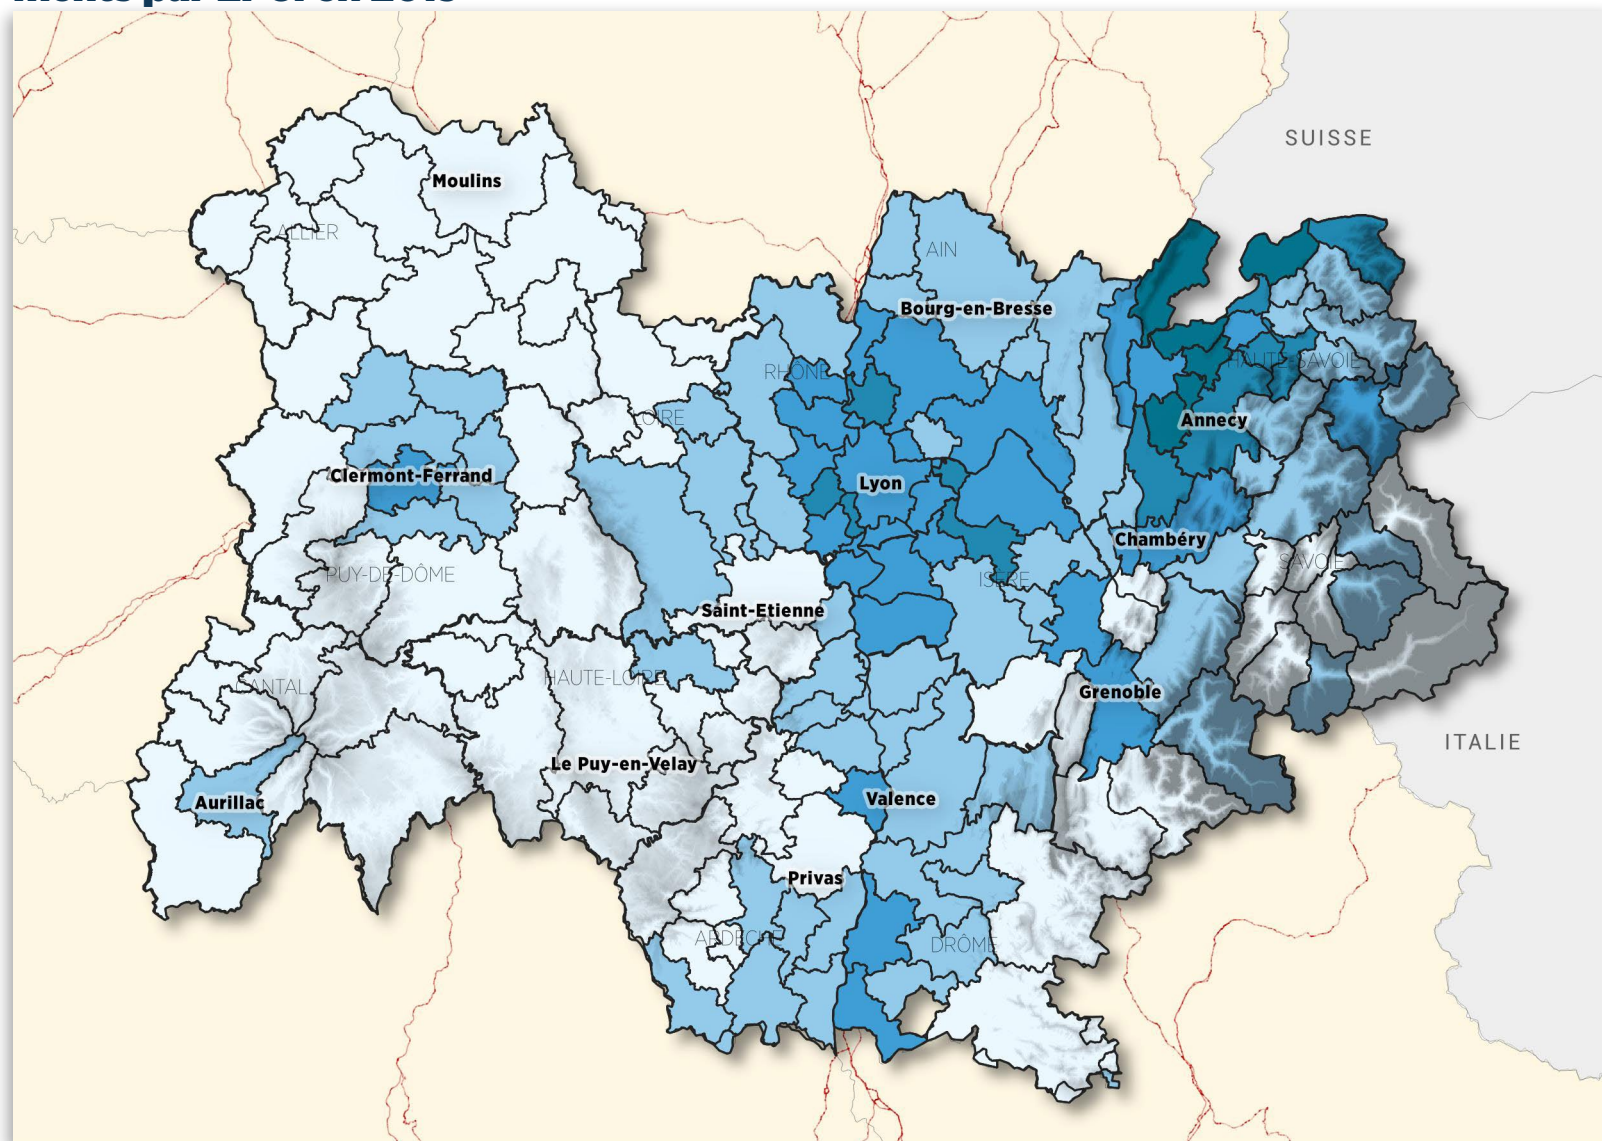 SUISSE
Moulins
ALLIER
AIN
Bourg-en-Bresse
RHÔNE
HAUTE-SAVOIE
LOIRE
Annecy
Clermont-Ferrand
Lyon
Chambéry
PUY-DE-DÔME
ISÈRE
SAVOIE
Saint-Etienne
CANTAL
HAUTE-LOIRE
Grenoble
ITALIE
Le Puy-en-Velay
Aurillac
Valence
Privas
ARDÈCHE
DRÔME